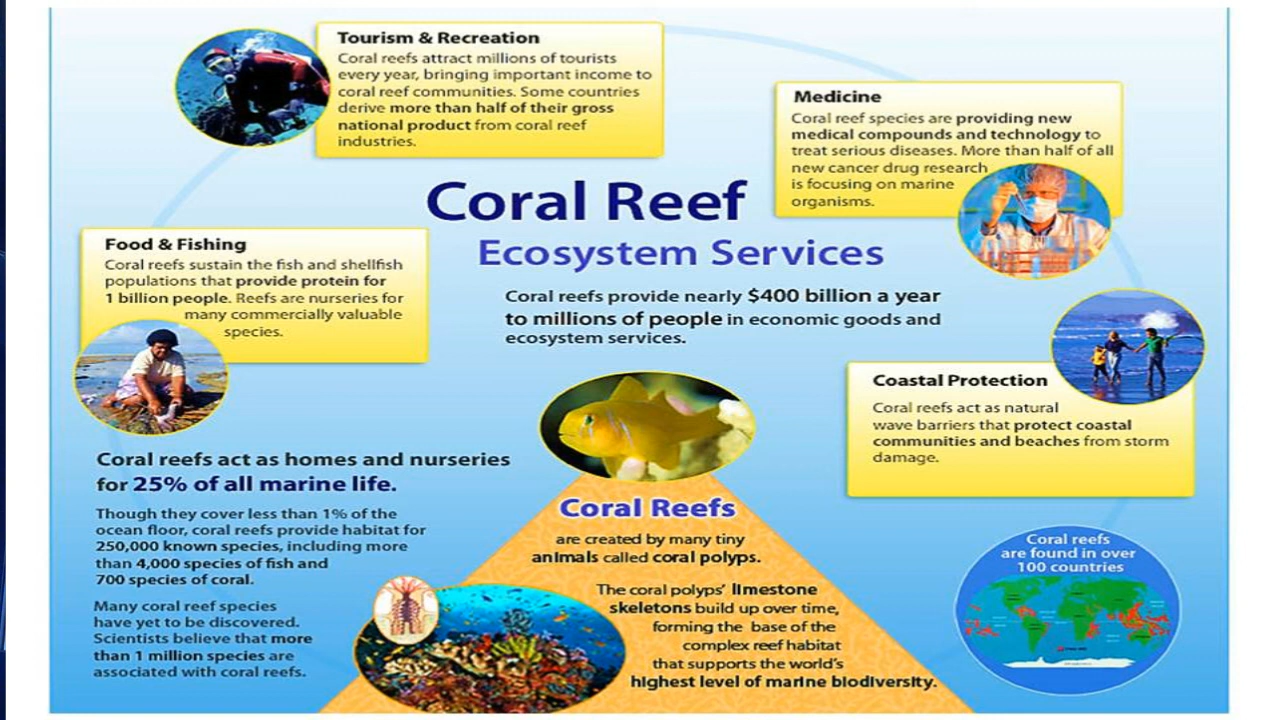 Tourism & Recreation
Coral reefs attract millions of tourists
every year, bringing important income to
coral reef communities. Some countries
derive more than half of their gross
national product from coral reef
industries.
Medicine
Coral reef species are providing new
medical compounds and technology to
treat serious diseases. More than half of all
new cancer drug research
is focusing on marine
organisms.
Coral Reef
Ecosystem Services
Coral reefs provide nearly $400 billion a year
to millions of people in economic goods and
ecosystem services.
Food & Fishing
Coral reefs sustain the fish and shellfish
populations that provide protein for
1 billion people. Reefs are nurseries for
many commercially valuable
species.
Coastal Protection
Coral reefs act as natural
wave barriers that protect coastal
communities and beaches from storm
damage.
Coral reefs act as homes and nurseries
for 25% of all marine life.
Though they cover less than 1% of the
ocean floor, coral reefs provide habitat for
250,000 known species, including more
than 4,000 species of fish and
700 species of coral.
Many coral reef species
have yet to be discovered.
Scientists believe that more
than 1 million species are
associated with coral reefs.
Coral Reefs
are created by many tiny
animals called coral polyps.
The coral polyps' limestone
skeletons build up over time,
forming the base of the
complex reef habitat
that supports the world's
highest level of marine biodiversity.
Coral reefs
are found in over
100 countries